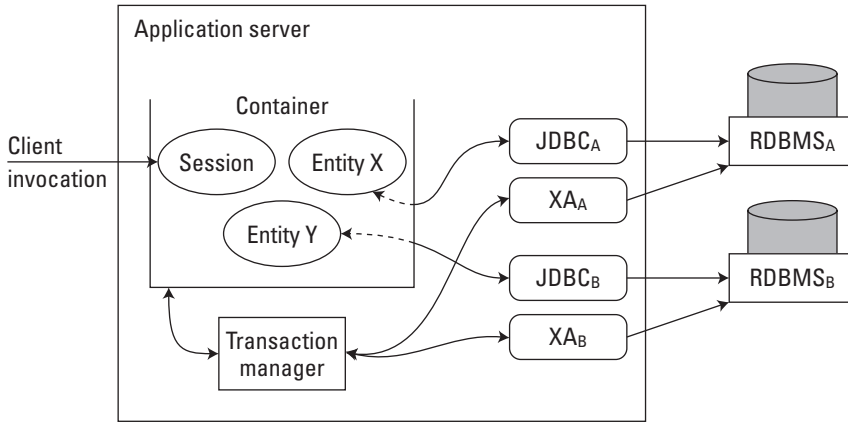 Application server
Container
Client
invocation
Session
Entity X
Entity Y
Transaction
manager
JDBCA
XAA
JDBCB
XAB
RDBMSA
RDBMSB